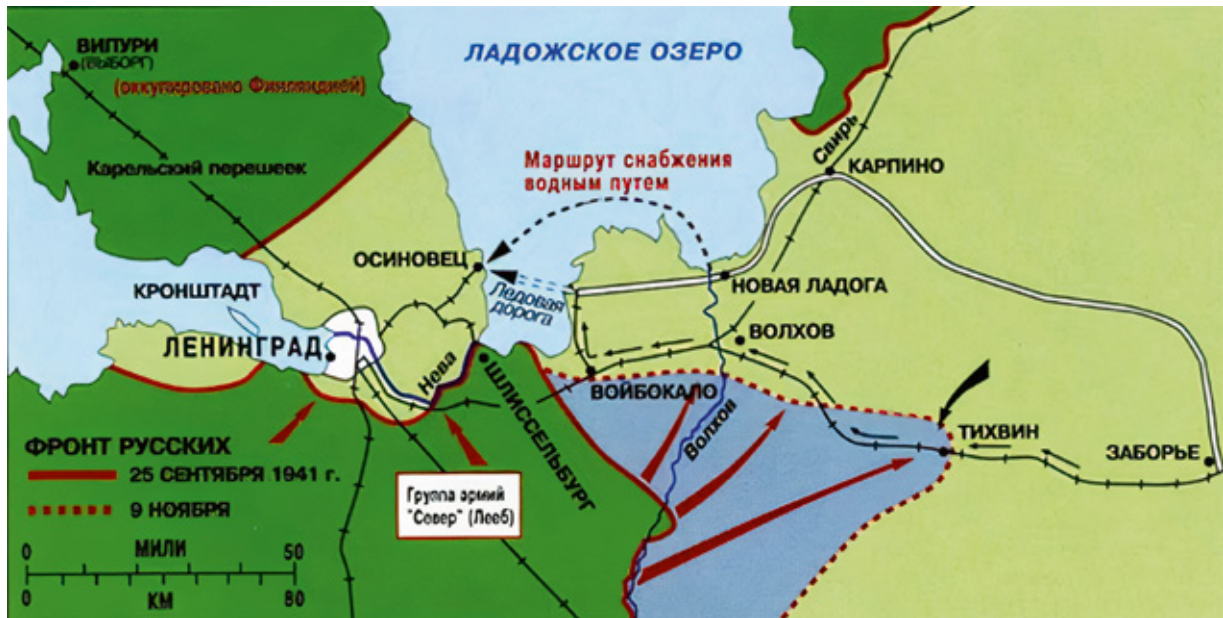 ВИПУРИ
(ВЫБОРГ)
(оккупировано Финляндией)
ЛАДОЖСКОЕ ОЗЕРО
Карельский перешеек
Маршрут снабжения
водным путем
Свирь
КАРПИНО
ОСИНОВЕЦ
КРОНШТАДТ
Ледовая
дорога
НОВАЯ ЛАДОГА
ВОЛХОВ
ЛЕНИНГРАД
Нова
ШЛИССЕЛЬБУРГ
ВОЙБОКАЛО
Волхов
ТИХВИН
ЗАБОРЬЕ
ФРОНТ РУССКИХ
25 СЕНТЯБРЯ 1941 г.
9 НОЯБРЯ
Группа армий
"Совер" (Лееб)
0 МИЛИ 50
0 КМ 80